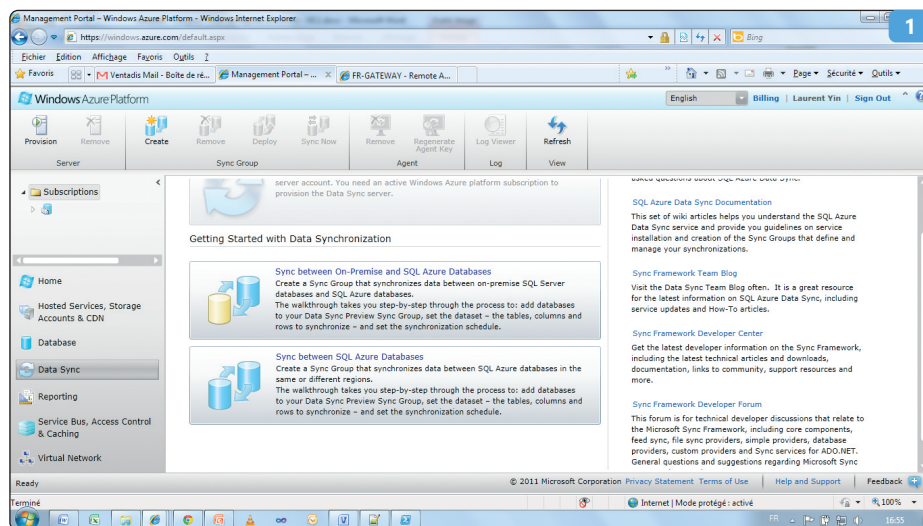 Management Portal – Windows Azure Platform - Windows Internet Explorer
1
https://windows.azure.com/default.aspx
Bing
Fichier Edition Affichage Favoris Outils ?
Favoris
Ventadis Mail - Boîte de ré...
Management Portal – ...
FR-GATEWAY - Remote A...
Page
Sécurité
Outils
Windows Azure Platform
English
Billing | Laurent Yin | Sign Out
Provision
Remove
Create
Remove
Deploy
Sync Now
Remove
Regenerate Agent Key
Log Viewer
Refresh
Server
Sync Group
Agent
Log
View
Subscriptions
Home
Hosted Services, Storage
Accounts & CDN
Database
Data Sync
Reporting
Service Bus, Access Control
& Caching
Virtual Network
server account. You need an active Windows Azure platform subscription to
provision the Data Sync server.
Getting Started with Data Synchronization
Sync between On-Premise and SQL Azure Databases
Create a Sync Group that synchronizes data between on-premise SQL Server
databases and SQL Azure databases.
The walkthrough takes you step-by-step through the process to: add databases
to your Data Sync Preview Sync Group, set the dataset – the tables, columns and
rows to synchronize – and set the synchronization schedule.
Sync between SQL Azure Databases
Create a Sync Group that synchronizes data between SQL Azure databases in the
same or different regions.
The walkthrough takes you step-by-step through the process to: add databases
to your Data Sync Preview Sync Group, set the dataset – the tables, columns and
rows to synchronize – and set the synchronization schedule.
asked questions about SQL Azure Data Sync.
SQL Azure Data Sync Documentation
This set of wiki articles helps you understand the SQL Azure
Data Sync service and provide you guidelines on service
installation and creation of the Sync Groups that define and
manage your synchronizations.
Sync Framework Team Blog
Visit the Data Sync Team Blog often. It is a great resource
for the latest information on SQL Azure Data Sync, including
service updates and How-To articles.
Sync Framework Developer Center
Get the latest developer information on the Sync Framework,
including the latest technical articles and downloads,
documentation, links to community, support resources and
more.
Sync Framework Developer Forum
This forum is for technical developer discussions that relate to
the Microsoft Sync Framework, including core components,
feed sync, file sync providers, simple providers, database
providers, custom providers and Sync services for ADO.NET.
General questions and suggestions regarding Microsoft Sync
Ready
© 2011 Microsoft Corporation Privacy Statement Terms of Use | Help and Support | Feedback
Terminé
Internet | Mode protégé : activé
100%
FR
16:55